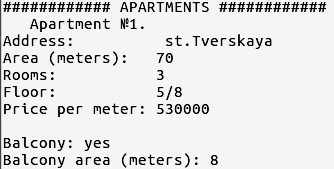 ############ APARTMENTS ############
Apartment №1.
Address: st.Tverskaya
Area (meters): 70
Rooms: 3
Floor: 5/8
Price per meter: 530000
Balcony: yes
Balcony area (meters): 8